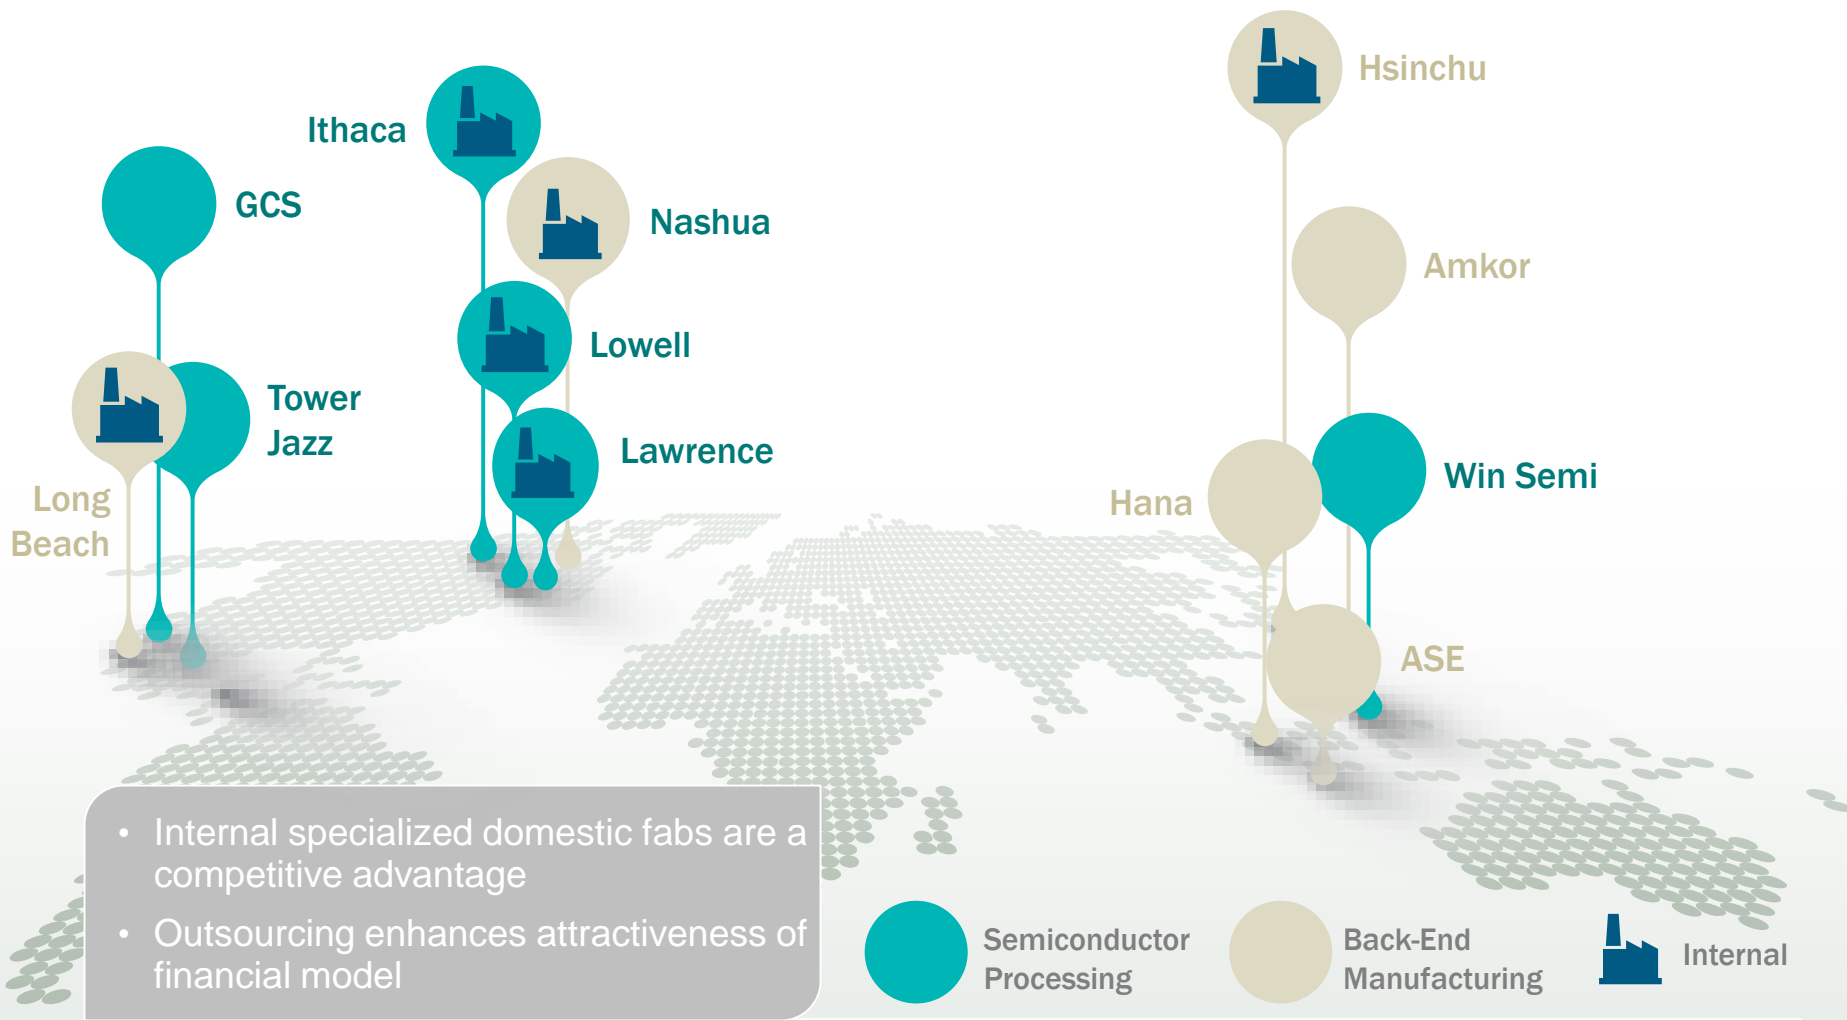 Hsinchu
Ithaca
GCS
Nashua
Amkor
Lowell
Tower
Jazz
Lawrence
Win Semi
Long
Beach
Hana
ASE
• Internal specialized domestic fabs are a
competitive advantage
• Outsourcing enhances attractiveness of
financial model
Semiconductor
Processing
Back-End
Manufacturing
Internal